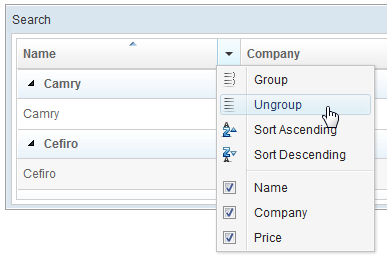 Search
Name Company
Camry
Camry
Cefiro
Cefiro
Group
Ungroup
Sort Ascending
Sort Descending
Name
Company
Price